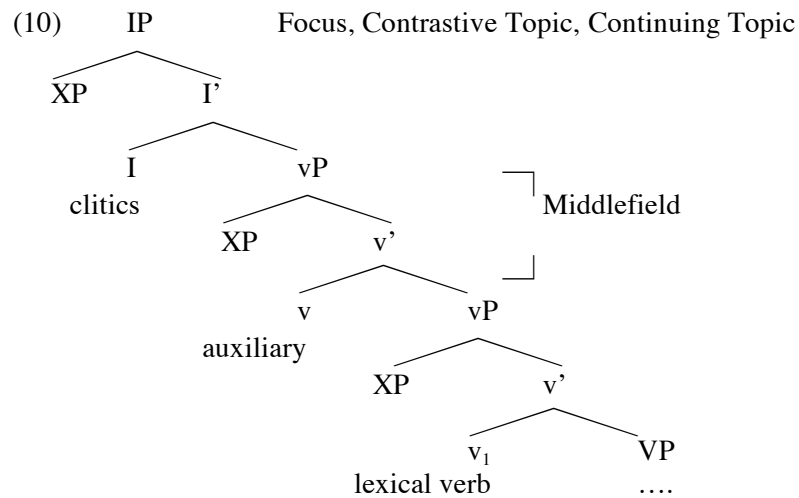 (10) IP Focus, Contrastive Topic, Continuing Topic
XP I’
I vP
clitics Middlefield
XP v’
v vP
auxiliary
XP v’
v₁ VP
lexical verb ….